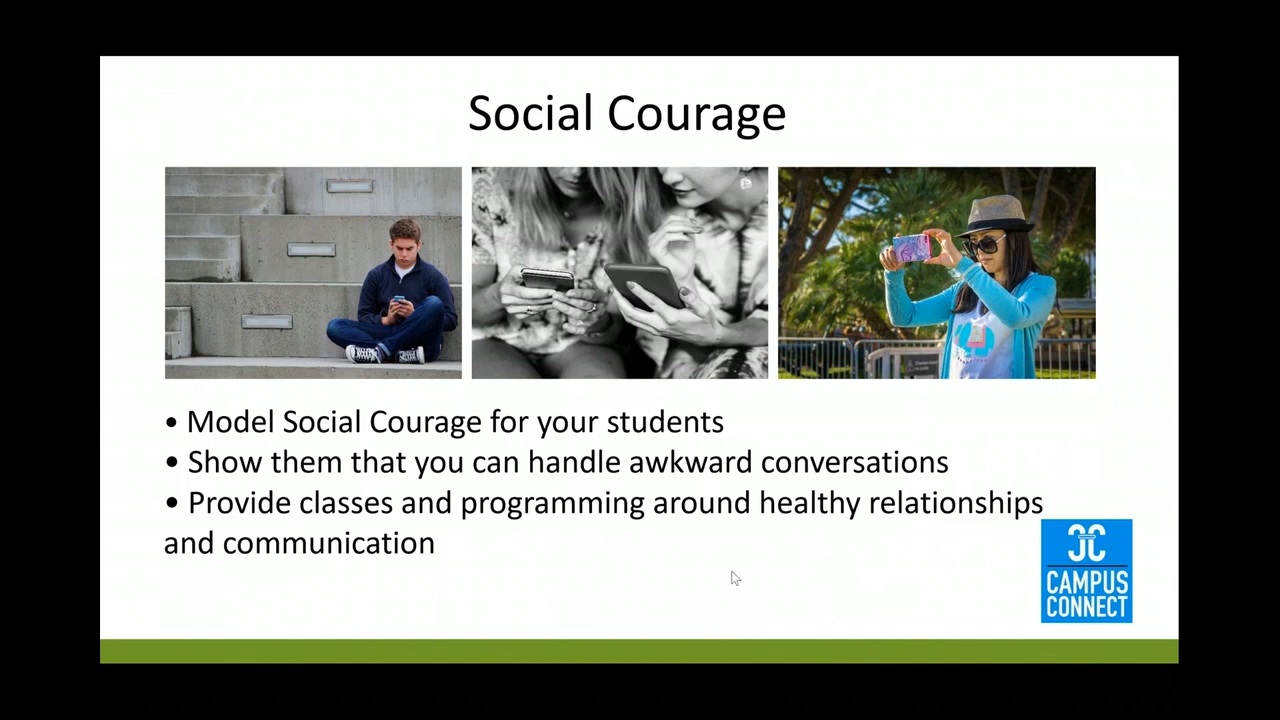 Social Courage
• Model Social Courage for your students
• Show them that you can handle awkward conversations
• Provide classes and programming around healthy relationships
and communication
CAMPUS
CONNECT